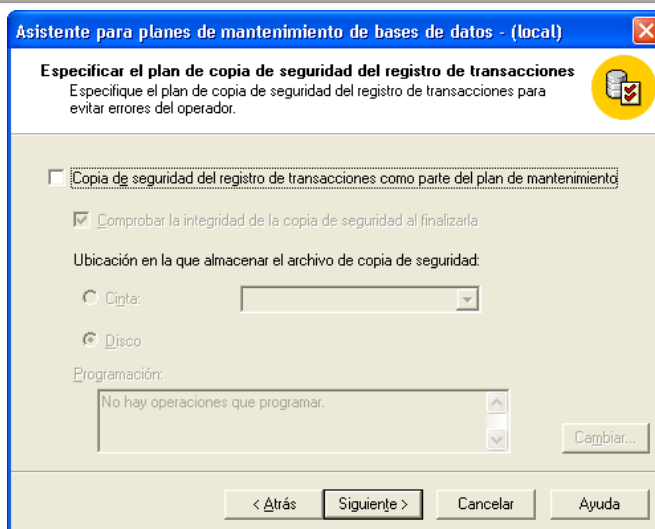 Asistente para planes de mantenimiento de bases de datos - (local)
Especificar el plan de copia de seguridad del registro de transacciones
Especifique el plan de copia de seguridad del registro de transacciones para
evitar errores del operador.
Copia de seguridad del registro de transacciones como parte del plan de mantenimiento
Comprobar la integridad de la copia de seguridad al finalizarla
Ubicación en la que almacenar el archivo de copia de seguridad:
Cinta:
Disco
Programación:
No hay operaciones que programar.
Cambiar...
< Atrás Siguiente > Cancelar Ayuda